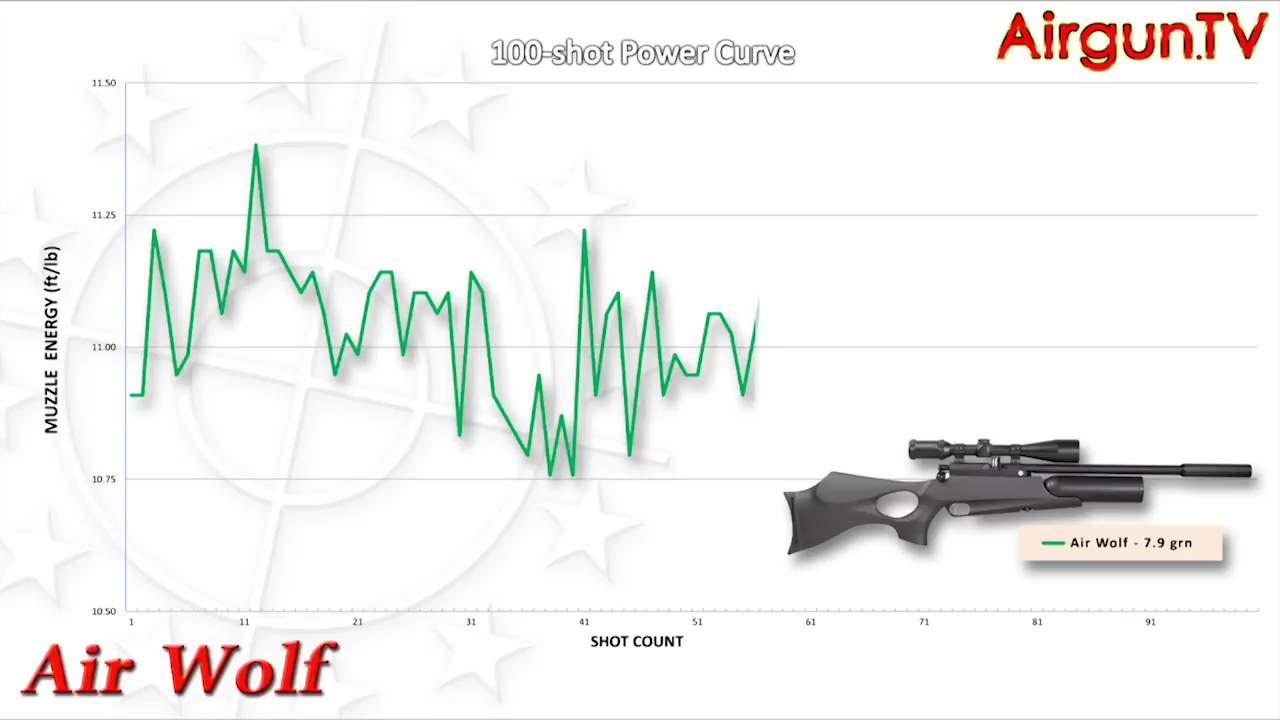 AirgunTV
100-shot Power Curve
11.50
11.25
11.00
10.75
10.50
MUZZLE ENERGY (ft/lb)
1 11 21 31 41 51 61 71 81 91
SHOT COUNT
Air Wolf - 7.9 grn
Air Wolf